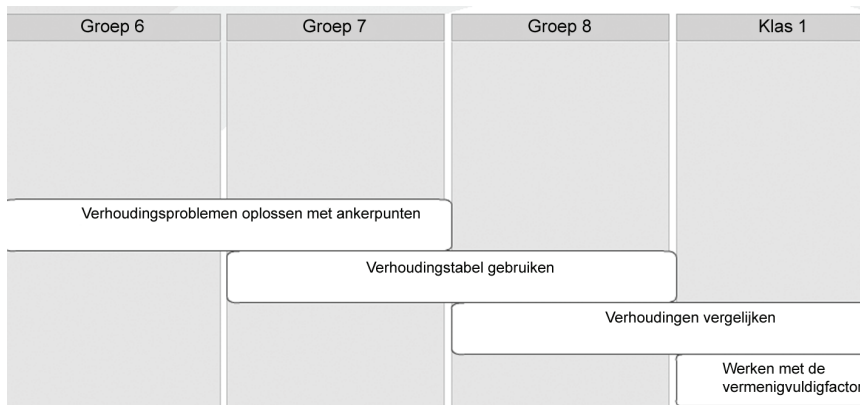 Groep 6
Groep 7
Groep 8
Klas 1
Verhoudingsproblemen oplossen met ankerpunten
Verhoudingstabel gebruiken
Verhoudingen vergelijken
Werken met de
vermenigvuldigfactor